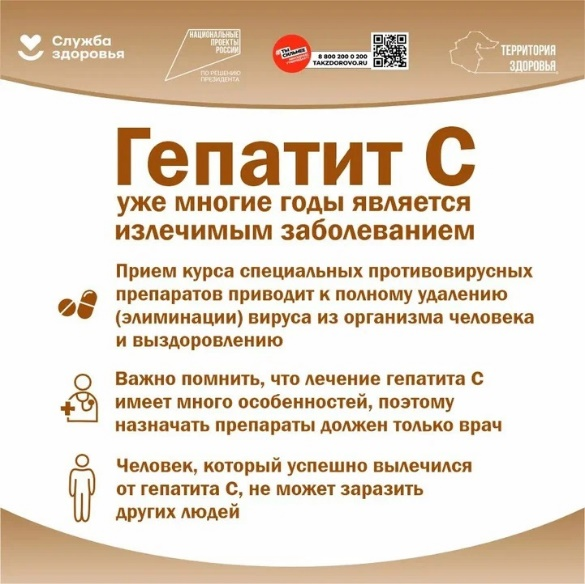 Служба
здоровья
НАЦИОНАЛЬНЫЕ
ПРОЕКТЫ
РОССИИ
ПО РЕШЕНИЮ
ПРЕЗИДЕНТА
#ТЫ
СИЛЬНЕЕ
8 800 200 0 200
TAKZDOROVO.RU
ТЕРРИТОРИЯ
ЗДОРОВЬЯ
Гепатит С
уже многие годы является
излечимым заболеванием
Прием курса специальных противовирусных
препаратов приводит к полному удалению
(элиминации) вируса из организма человека
и выздоровлению
Важно помнить, что лечение гепатита С
имеет много особенностей, поэтому
назначать препараты должен только врач
Человек, который успешно вылечился
от гепатита С, не может заразить
других людей